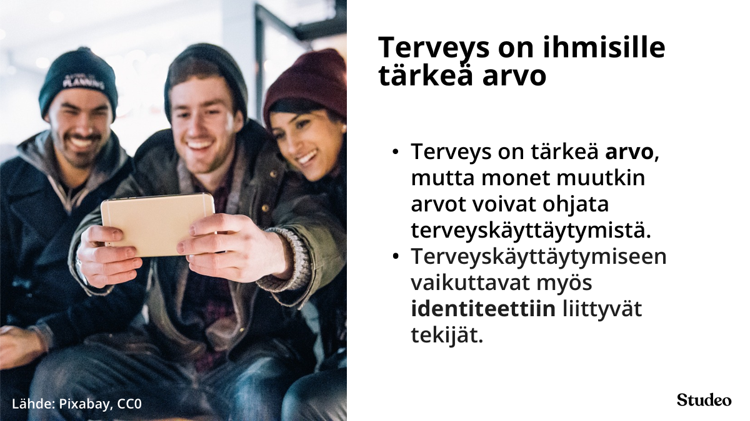 PLANNING
Terveys on ihmisille
tärkeä arvo
• Terveys on tärkeä arvo,
mutta monet muutkin
arvot voivat ohjata
terveyskäyttäytymistä.
• Terveyskäyttäytymiseen
vaikuttavat myös
identiteettiin liittyvät
tekijät.
Lähde: Pixabay, CC0
Studeo